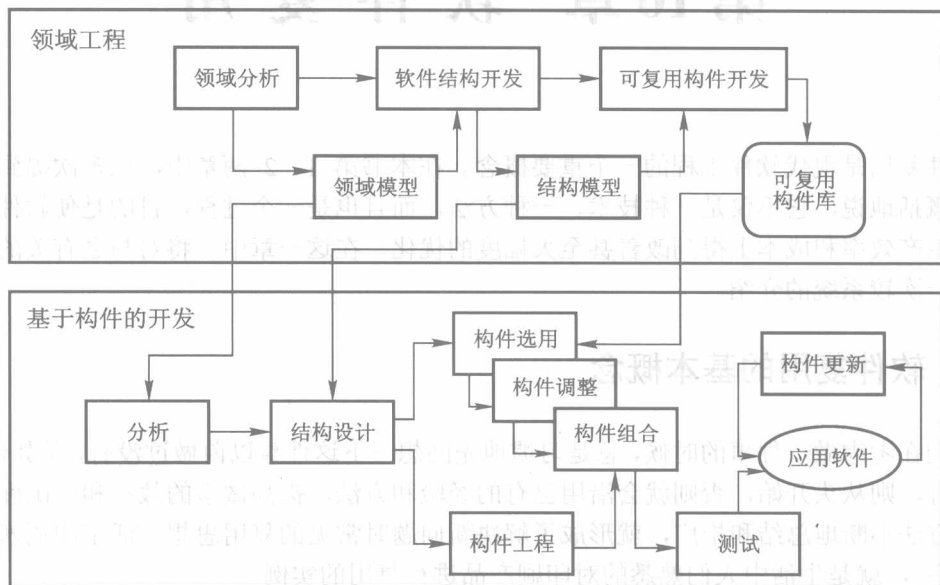 领域工程
领域分析
软件结构开发
可复用构件开发
领域模型
结构模型
可复用
构件库
基于构件的开发
构件选用
构件更新
构件调整
分析
结构设计
构件组合
应用软件
构件工程
测试